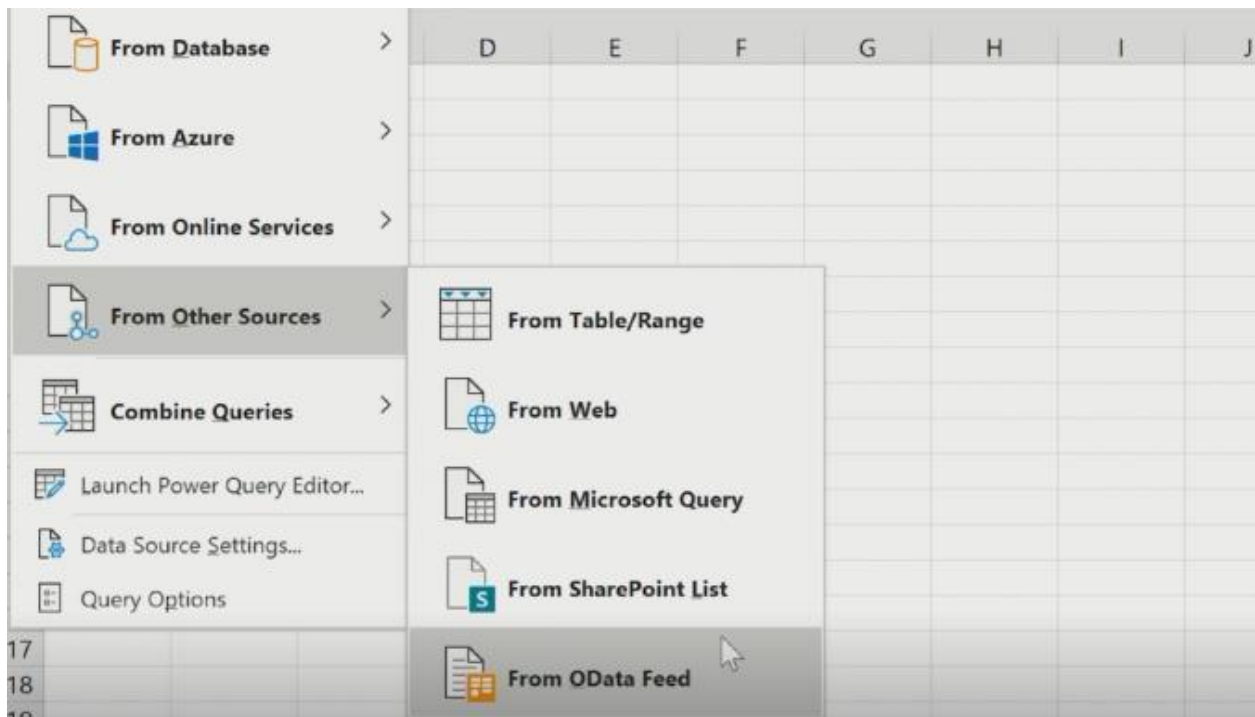 From Database
D E F G H I J
From Azure
From Online Services
From Other Sources
Combine Queries
Launch Power Query Editor...
Data Source Settings...
Query Options
From Table/Range
From Web
From Microsoft Query
From SharePoint List
S
From OData Feed
17
18